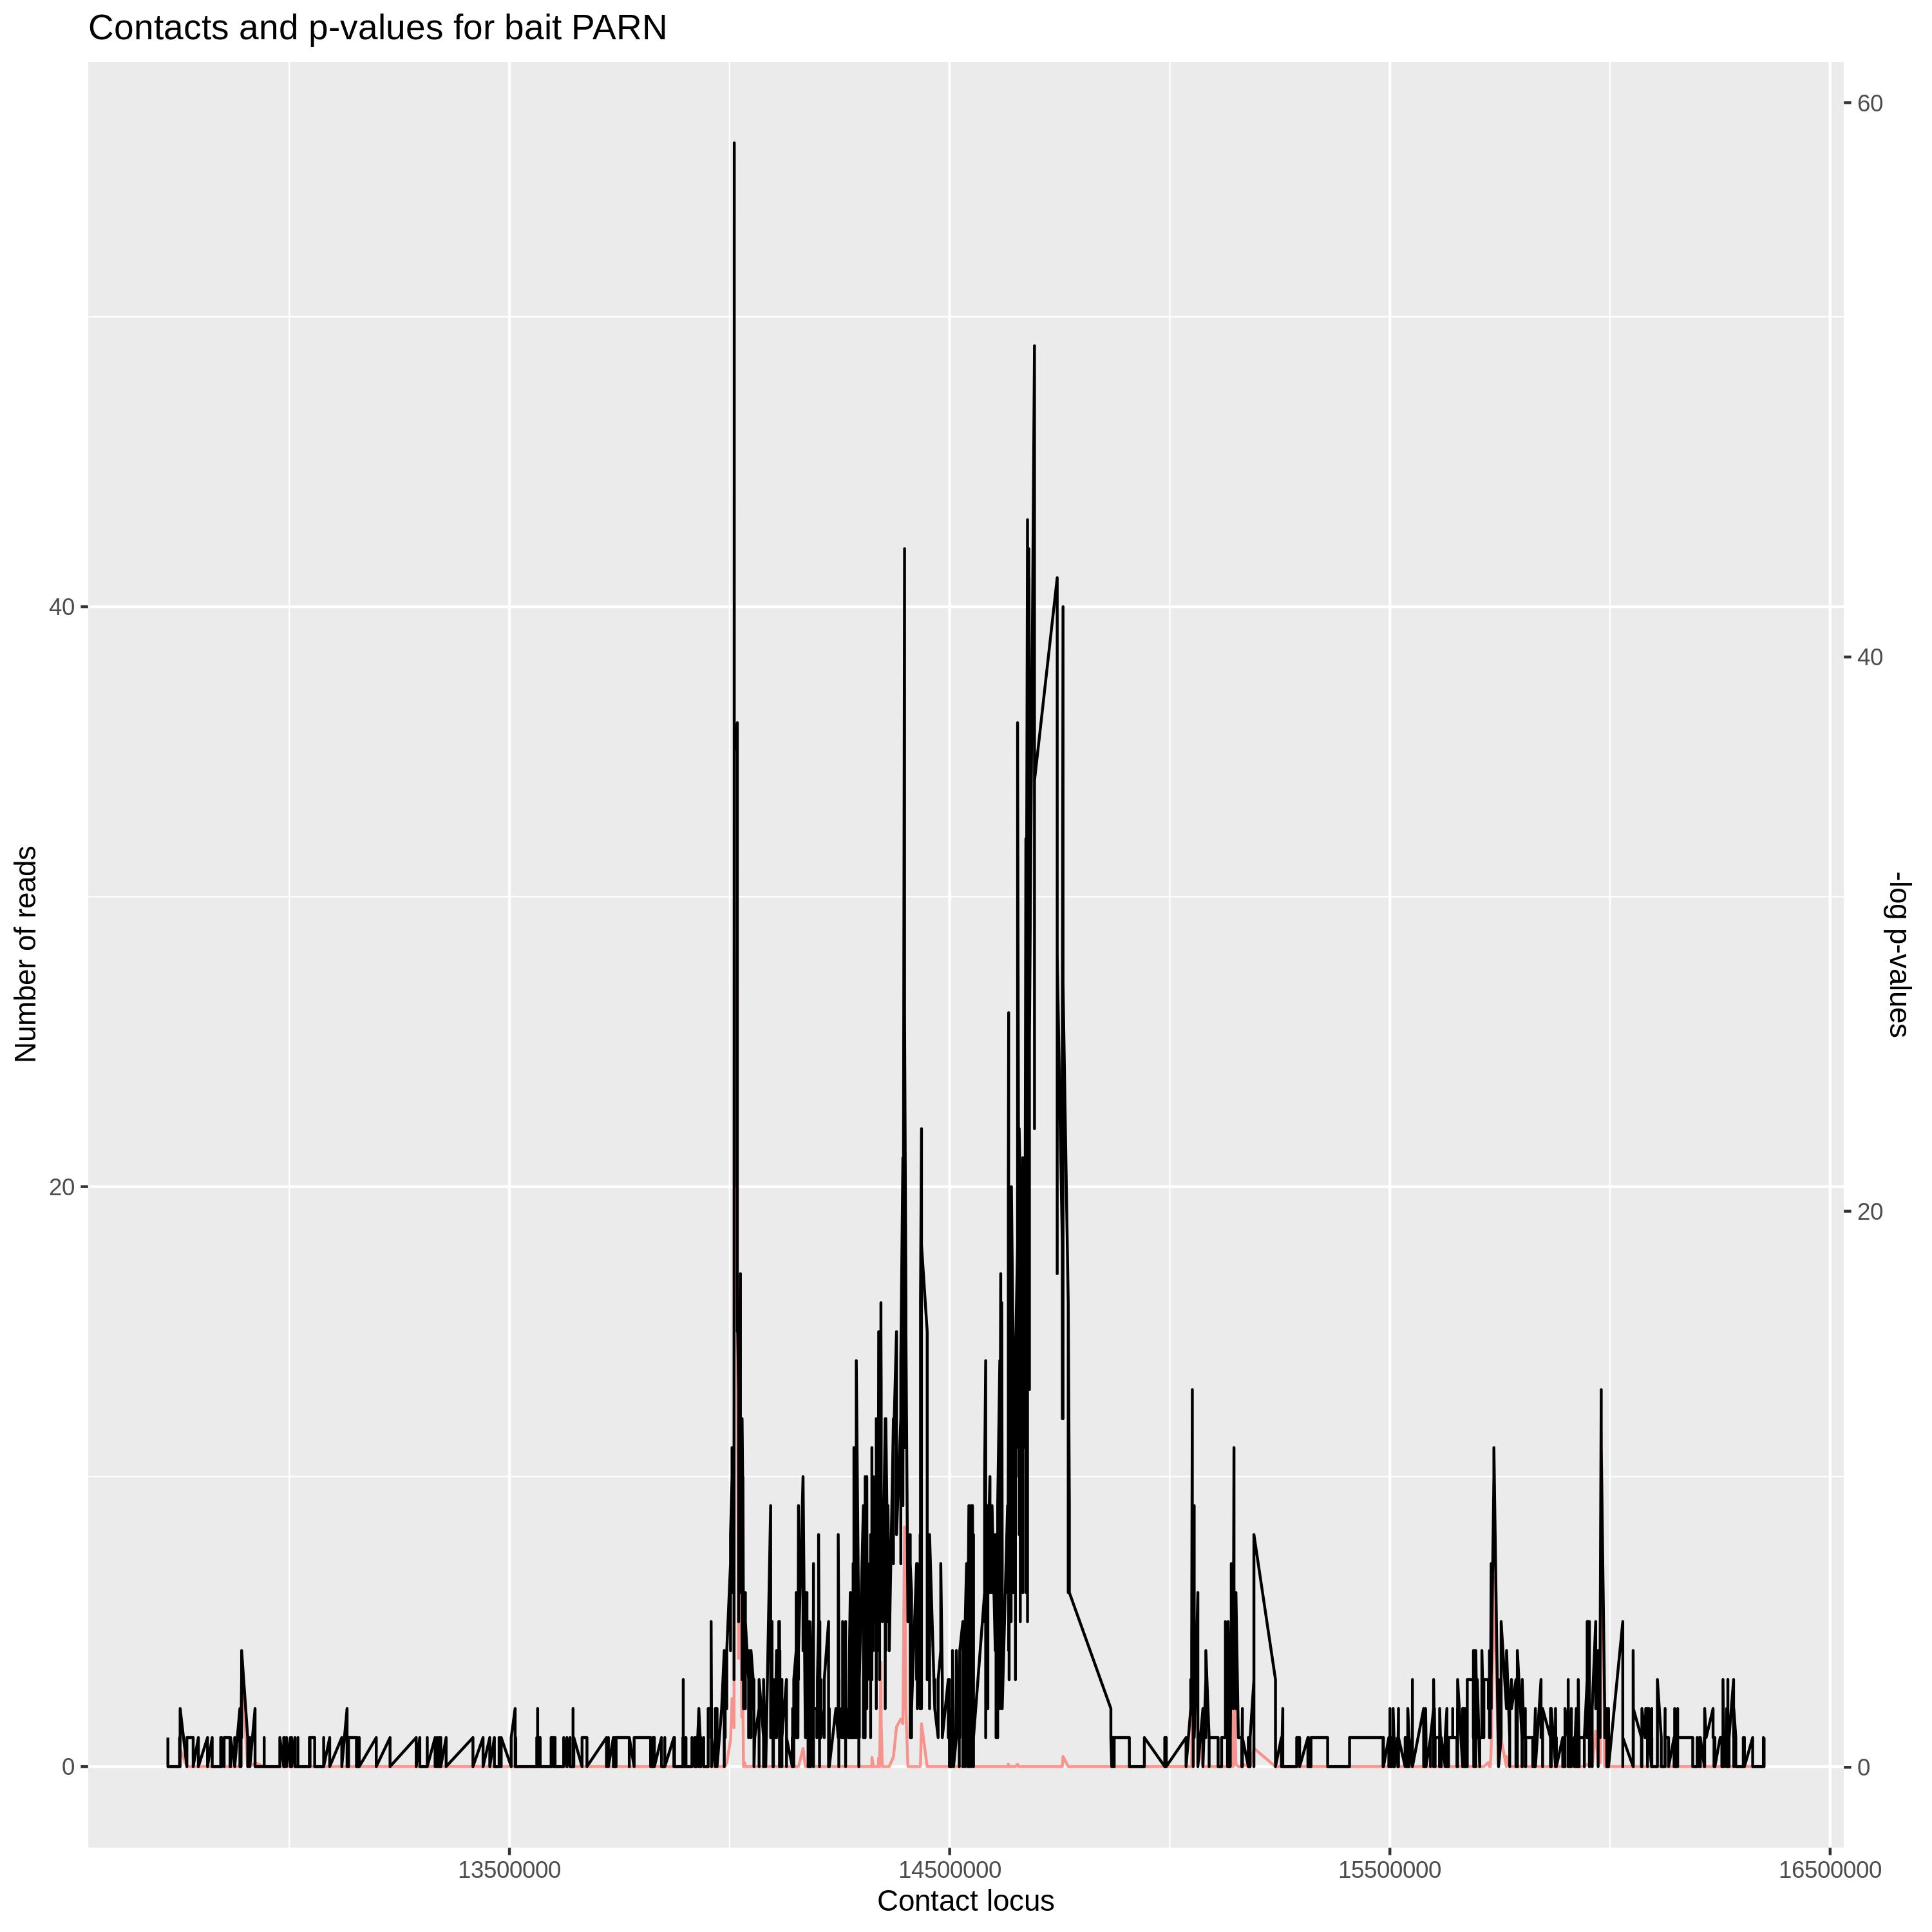 Contacts and p-values for bait PARN
60
40
40
Number of reads
-log p-values
20
20
0
0
13500000
14500000
15500000
16500000
Contact locus